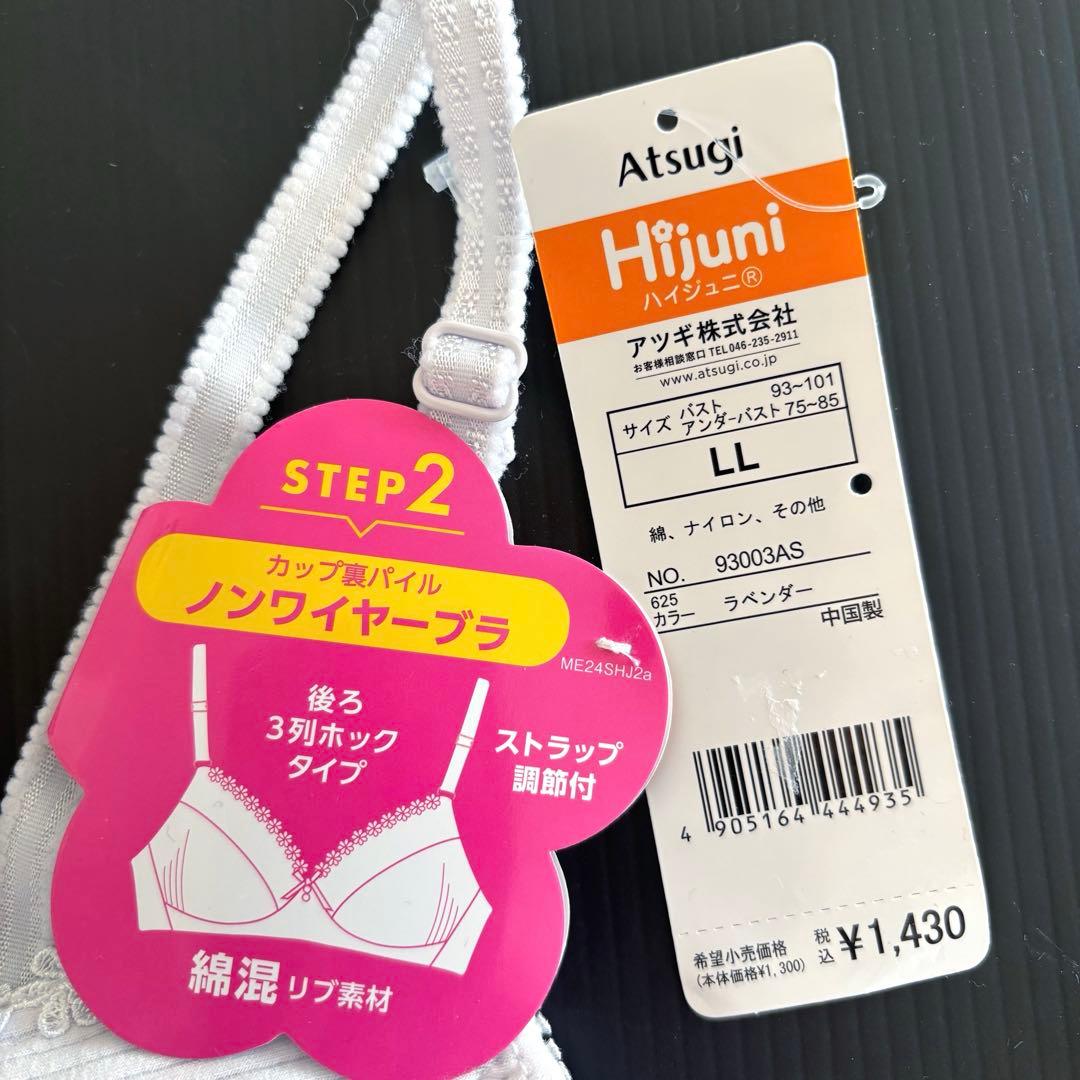 Atsugi
Hijuni
ハイジュニ®
アツギ株式会社
お客様相談窓口 TEL046-235-2911
www.atsugi.co.jp
サイズ バスト 93~101
アンダーバスト 75~85
LL
綿、ナイロン、その他
NO. 93003AS
625
カラー ラベンダー
中国製
4 905164 444935
希望小売価格 税込 ¥1,430
(本体価格¥1,300)
STEP2
カップ裏パイル
ノンワイヤーブラ
ME24SHJ2a
後ろ
3列ホック
タイプ
ストラップ
調節付
綿混 リブ素材